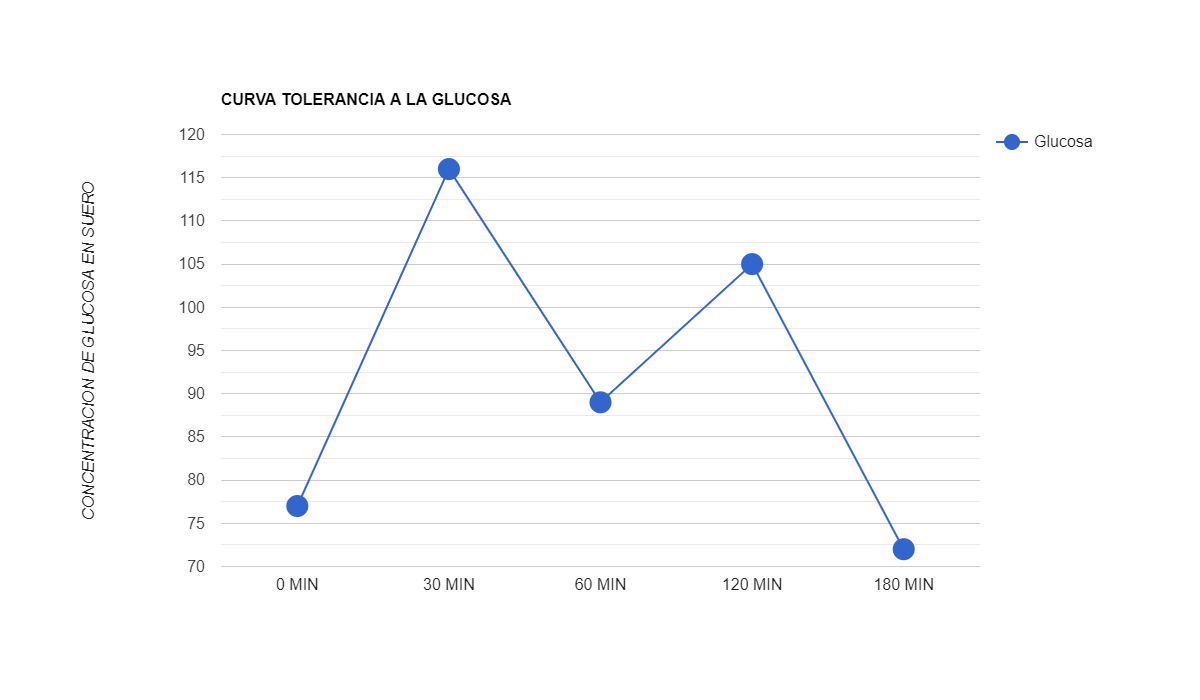 CURVA TOLERANCIA A LA GLUCOSA
Glucosa
CONCENTRACION DE GLUCOSA EN SUERO
120
115
110
105
100
95
90
85
80
75
70
0 MIN
30 MIN
60 MIN
120 MIN
180 MIN